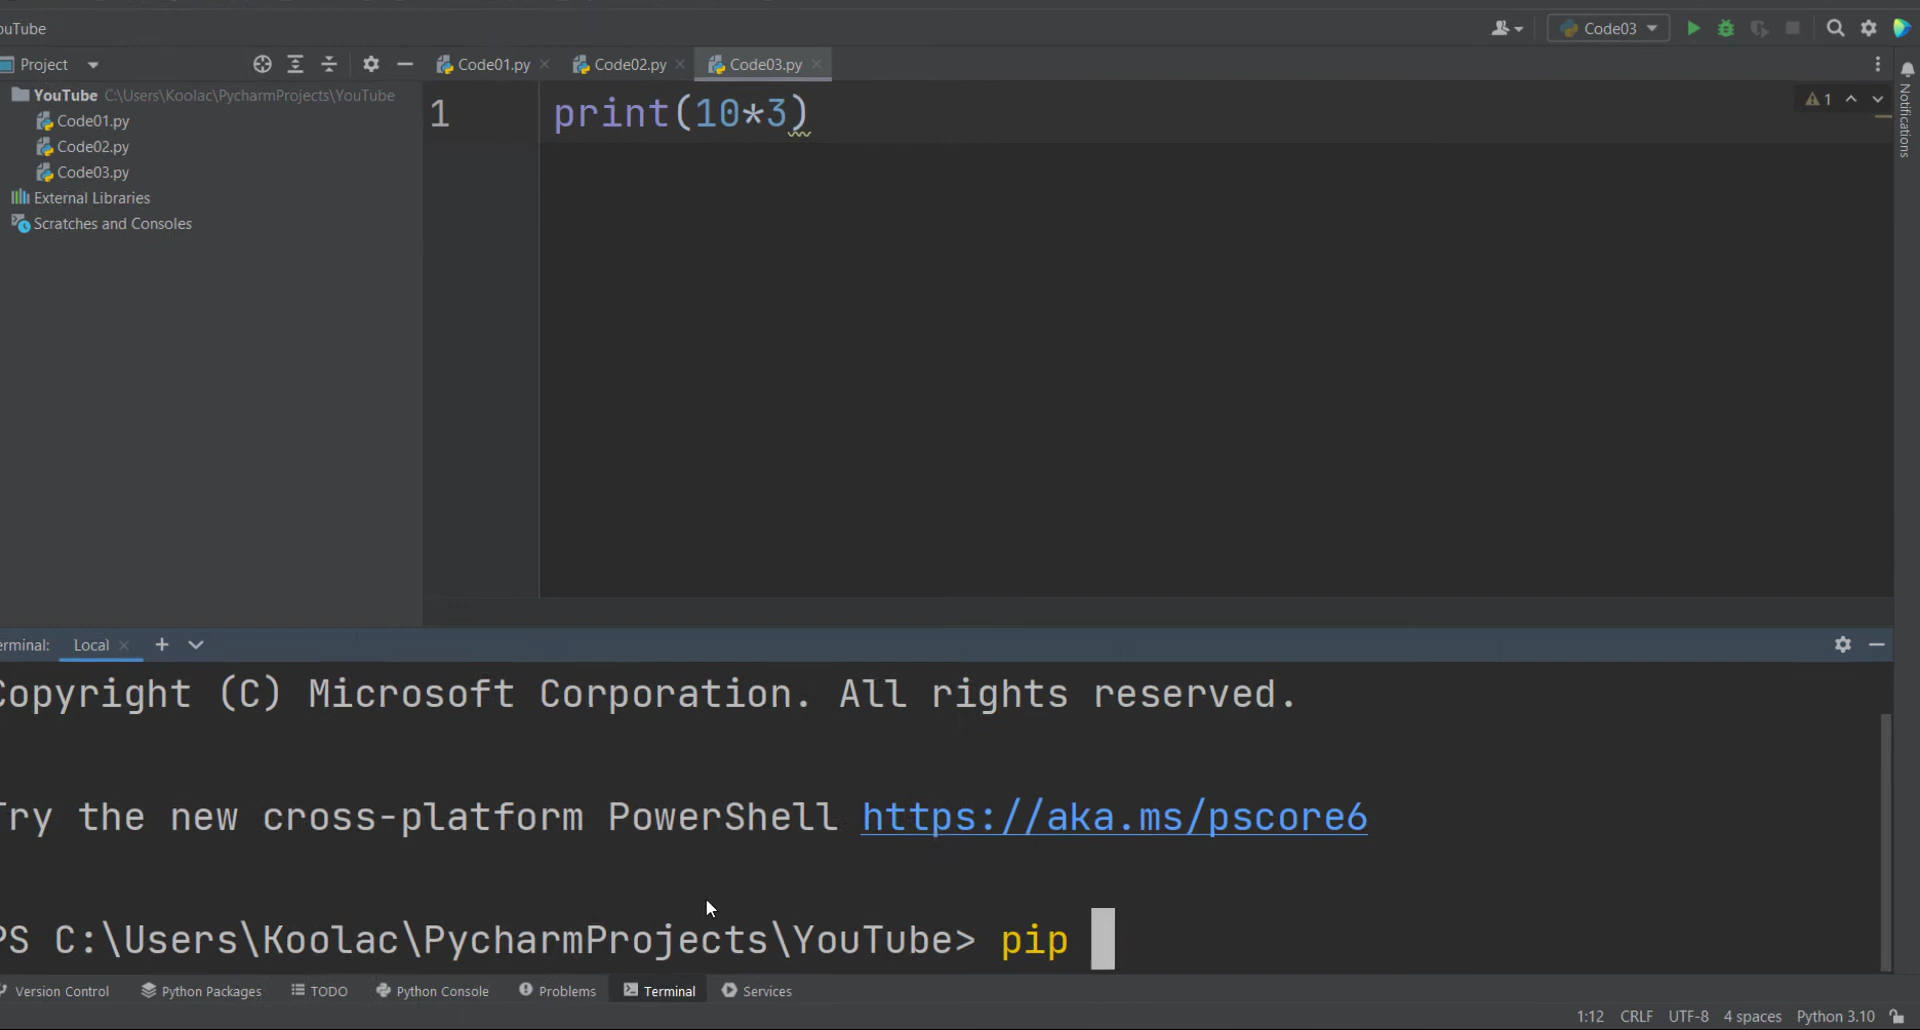 ouTube
Code03
Project
Code01.py
Code02.py
Code03.py
YouTube C:\Users\Koolac\PycharmProjects\YouTube
Code01.py
Code02.py
Code03.py
External Libraries
Scratches and Consoles
1
print(10*3)
1
Notifications
erminal:
Local
Copyright (C) Microsoft Corporation. All rights reserved.
Try the new cross-platform PowerShell https://aka.ms/pscore6
PS C:\Users\Koolac\PycharmProjects\YouTube> pip
Version Control
Python Packages
TODO
Python Console
Problems
Terminal
Services
1:12
CRLF
UTF-8
4 spaces
Python 3.10